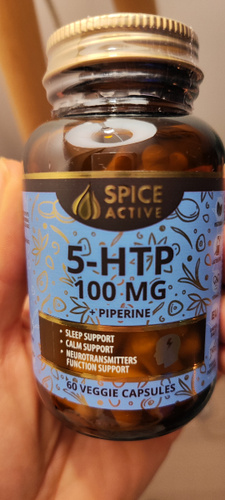 SPICE
ACTIVE
5-HTP
100 MG
+ PIPERINE
• SLEEP SUPPORT
• CALM SUPPORT
• NEUROTRANSMITTERS
FUNCTION SUPPORT
60 VEGGIE CAPSULES